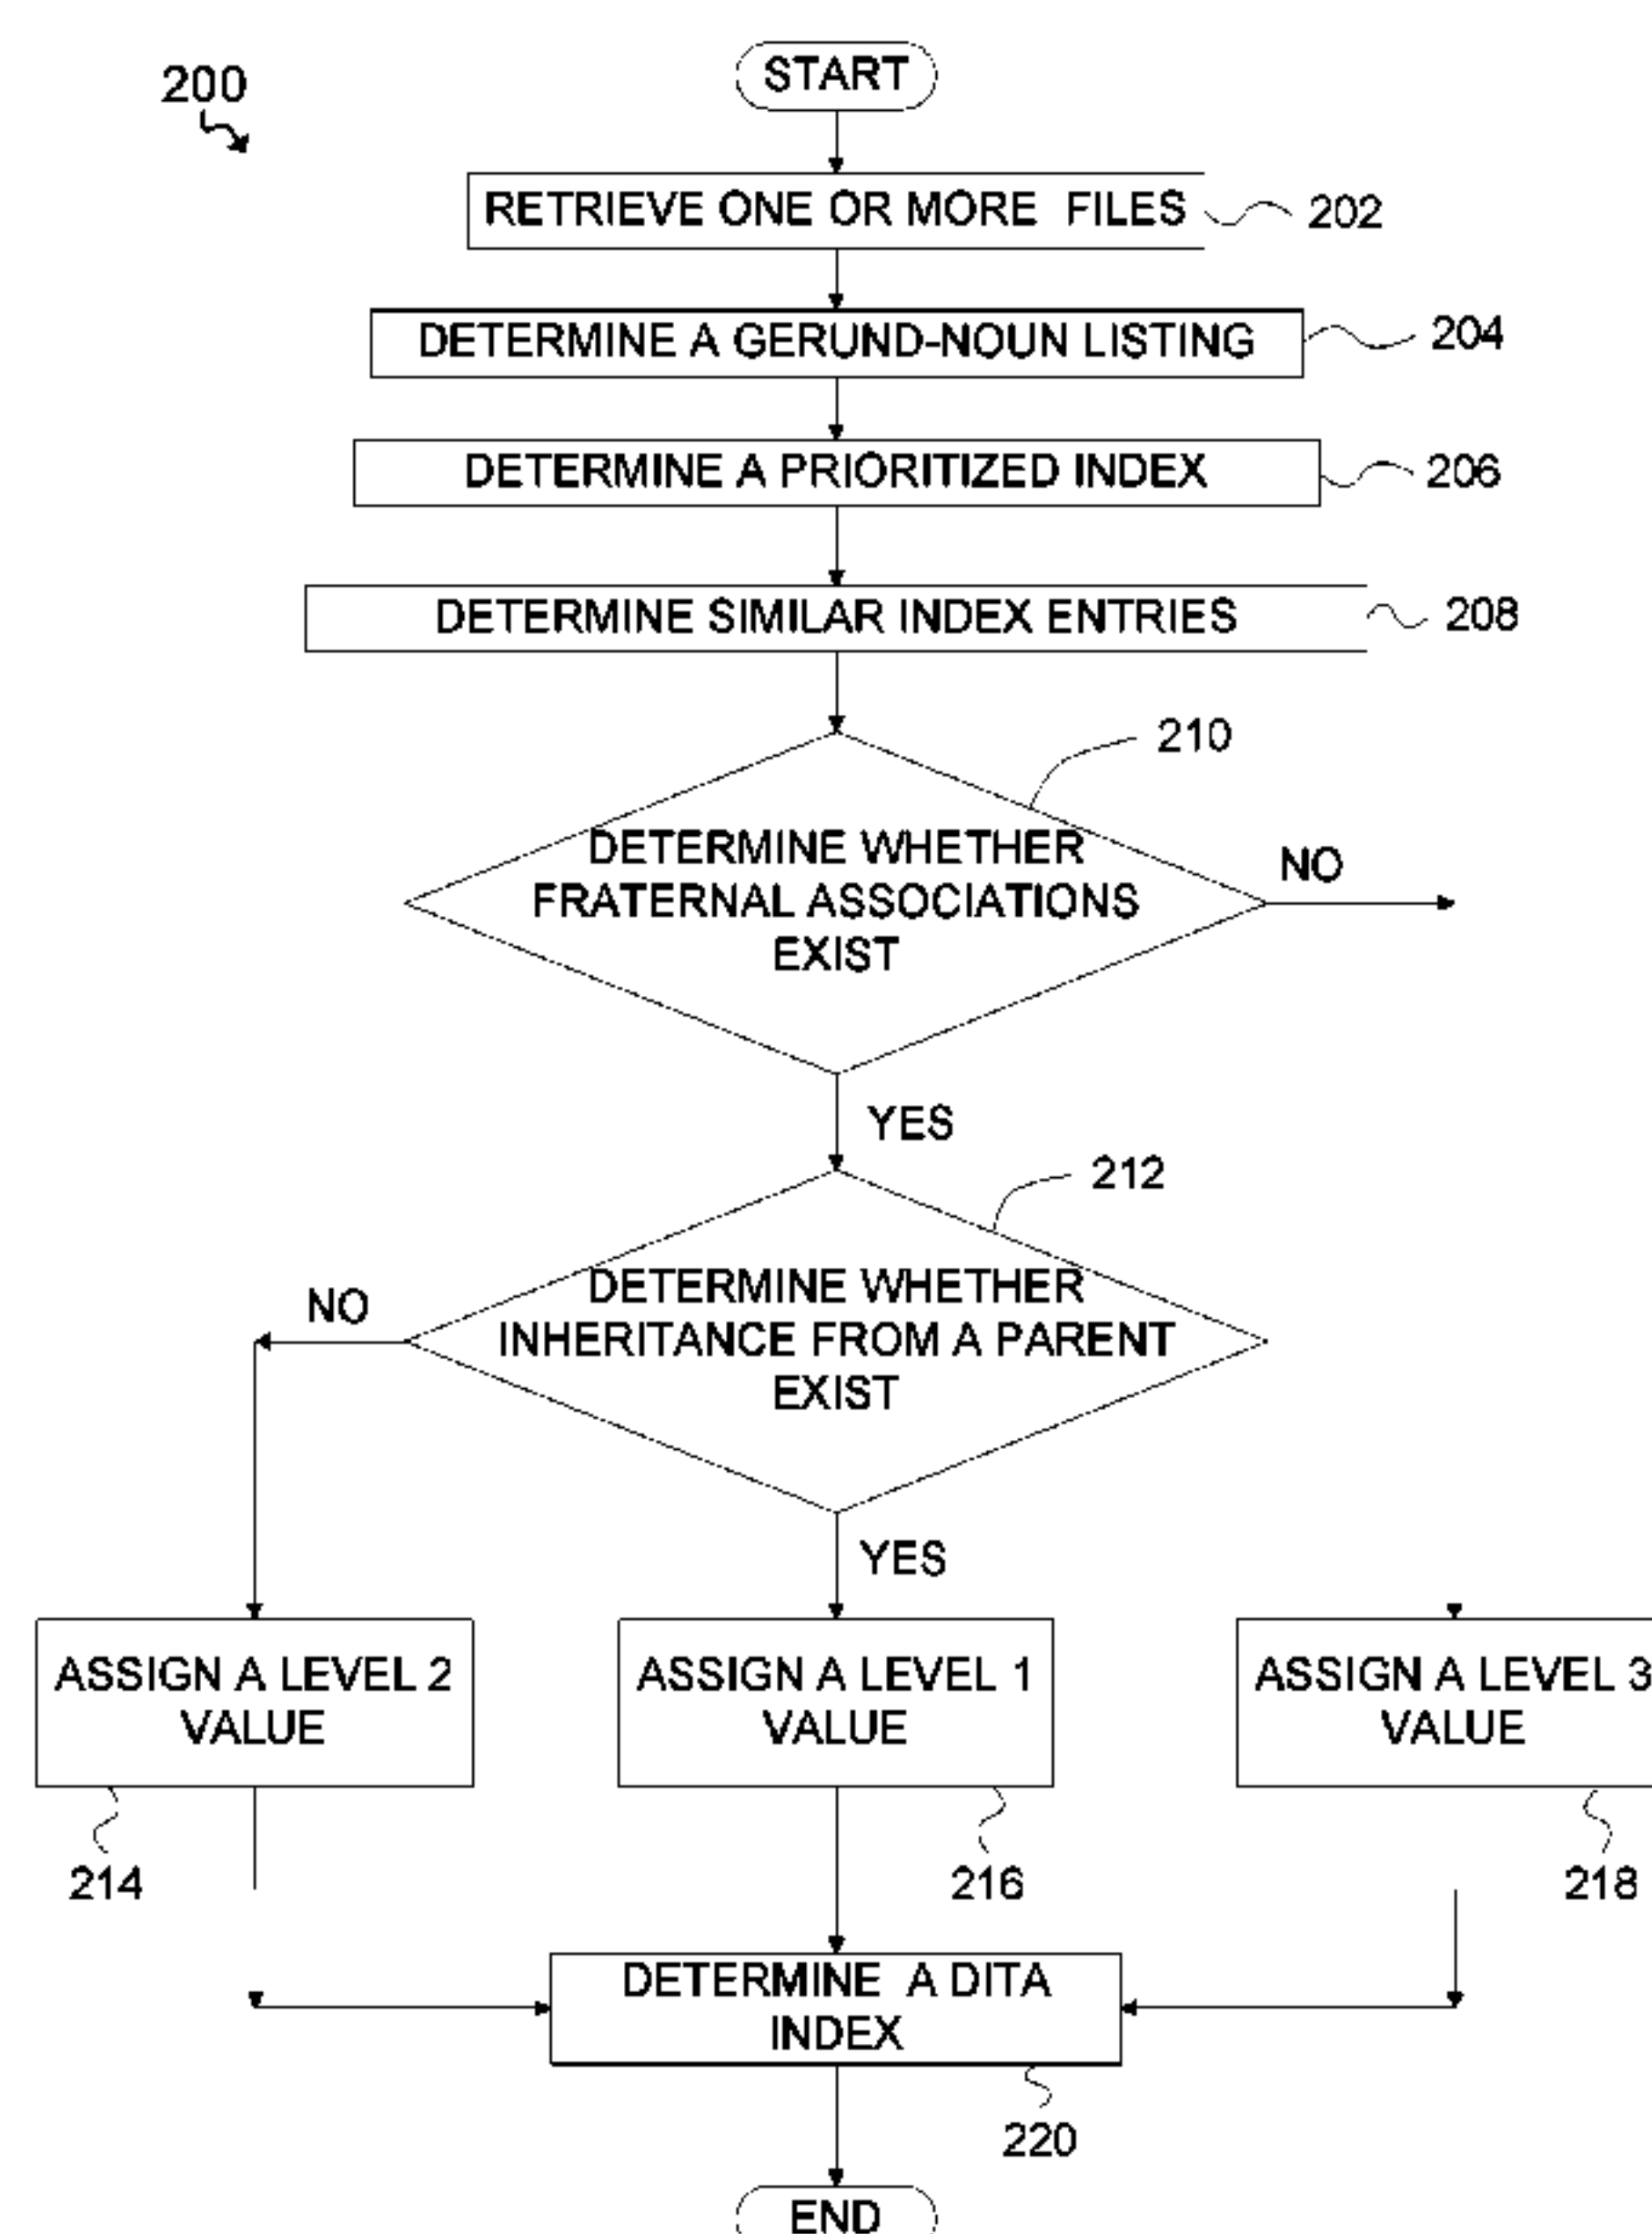 200
START
RETRIEVE ONE OR MORE FILES
202
DETERMINE A GERUND-NOUN LISTING
204
DETERMINE A PRIORITIZED INDEX
206
DETERMINE SIMILAR INDEX ENTRIES
208
210
DETERMINE WHETHER
FRATERNAL ASSOCIATIONS
EXIST
NO
YES
212
DETERMINE WHETHER
INHERITANCE FROM A PARENT
EXIST
NO
YES
ASSIGN A LEVEL 2
VALUE
ASSIGN A LEVEL 1
VALUE
ASSIGN A LEVEL 3
VALUE
214
216
218
DETERMINE A DITA
INDEX
220
END